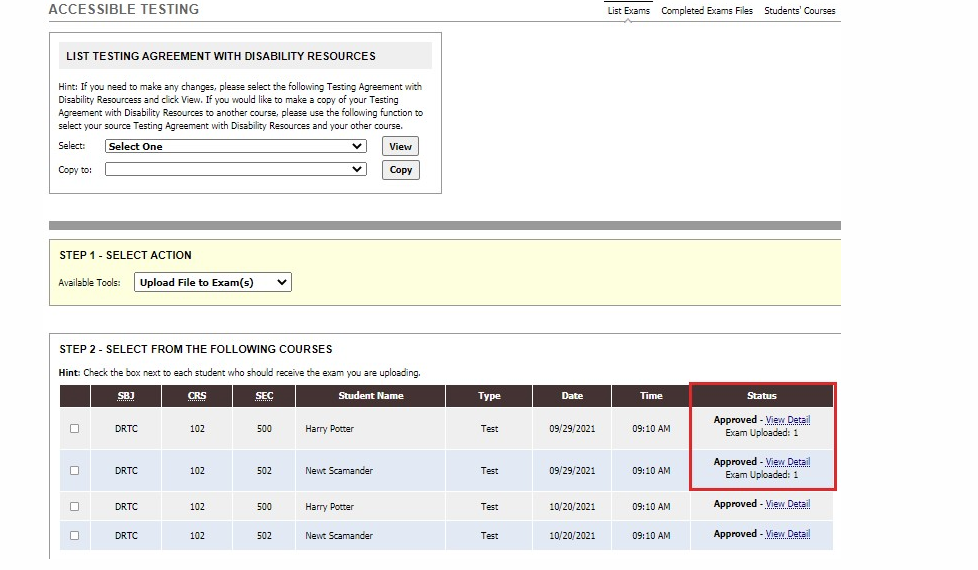 ACCESSIBLE TESTING
List Exams Completed Exams Files Students' Courses
LIST TESTING AGREEMENT WITH DISABILITY RESOURCES
Hint: If you need to make any changes, please select the following Testing Agreement with
Disability Resourcess and click View. If you would like to make a copy of your Testing
Agreement with Disability Resources to another course, please use the following function to
select your source Testing Agreement with Disability Resources and your other course.
Select: Select One View
Copy to: Copy
STEP 1 - SELECT ACTION
Available Tools: Upload File to Exam(s)
STEP 2 - SELECT FROM THE FOLLOWING COURSES
Hint: Check the box next to each student who should receive the exam you are uploading.
SBJ CRS SEC Student Name Type Date Time Status
DRTC 102 500 Harry Potter Test 09/29/2021 09:10 AM Approved - View Detail
Exam Uploaded: 1
DRTC 102 502 Newt Scamander Test 09/29/2021 09:10 AM Approved - View Detail
Exam Uploaded: 1
DRTC 102 500 Harry Potter Test 10/20/2021 09:10 AM Approved - View Detail
DRTC 102 502 Newt Scamander Test 10/20/2021 09:10 AM Approved - View Detail